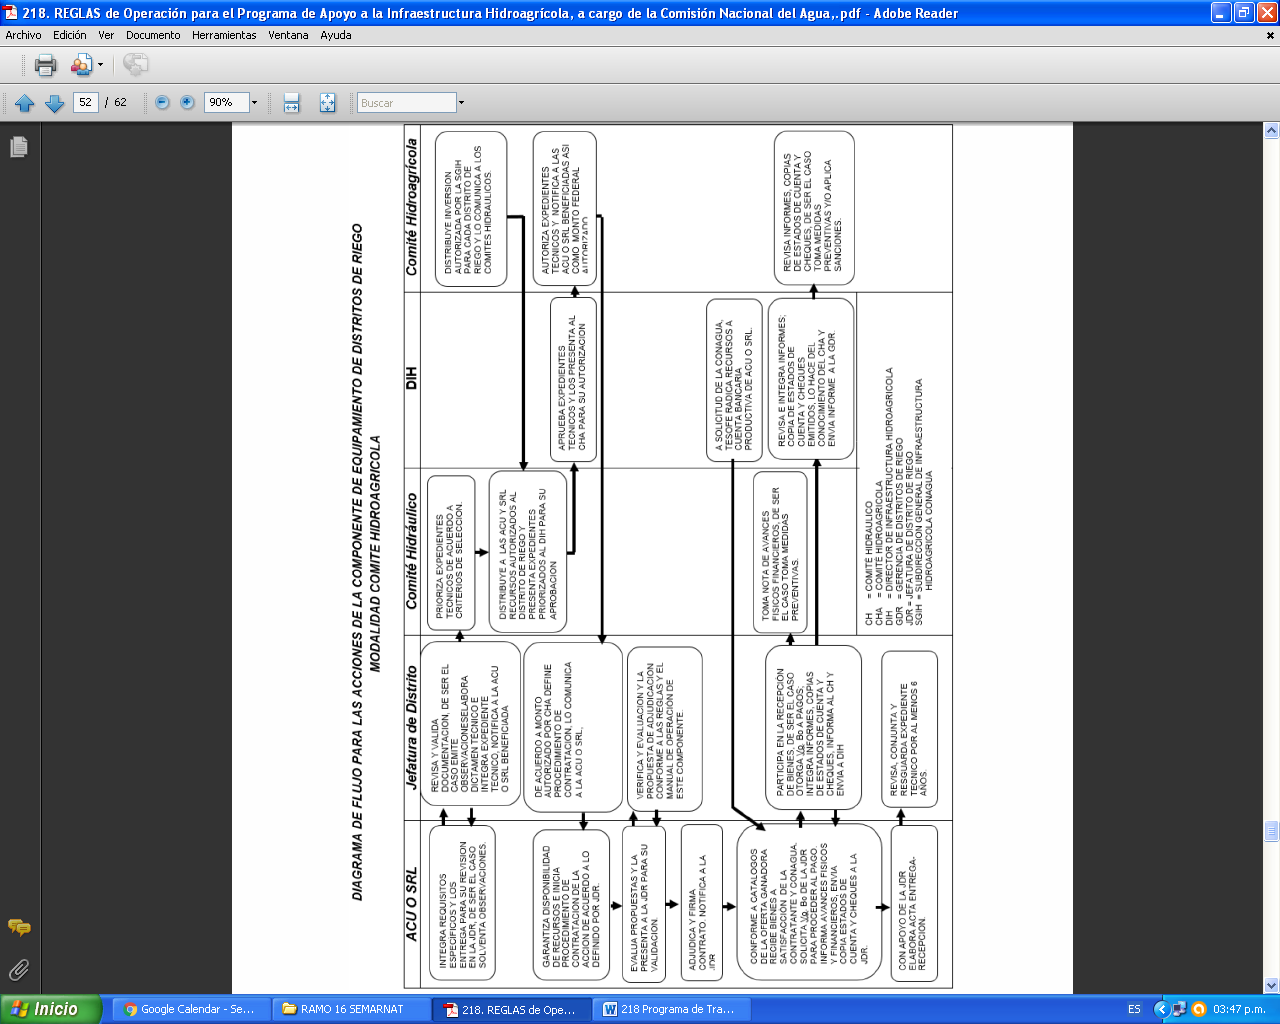 218. REGLAS de Operación para el Programa de Apoyo a la Infraestructura Hidroagrícola, a cargo de la Comisión Nacional del Agua,.pdf - Adobe Reader
Archivo Edición Ver Documento Herramientas Ventana Ayuda
52 / 62 90% Buscar
DIAGRAMA DE FLUJO PARA LAS ACCIONES DE LA COMPONENTE DE EQUIPAMIENTO DE DISTRITOS DE RIEGO
MODALIDAD COMITE HIDROAGRICOLA
ACU O SRL
Jefatura de Distrito
Comité Hidráulico
DIH
Comité Hidroagrícola
INTEGRA REQUISITOS
ESPECIFICOS Y LOS
ENTREGA PARA SU REVISION
EN LA JDR, DE SER EL CASO
SOLVENTA OBSERVACIONES.
REVISA Y VALIDA
DOCUMENTACION, DE SER EL
CASO EMITE
OBSERVACIONESELABORA
DICTAMEN TECNICO E
INTEGRA EXPEDIENTE
TECNICO, NOTIFICA A LA ACU
O SRL BENEFICIADA
PRIORIZA EXPEDIENTES
TECNICOS DE ACUERDO A
CRITERIOS DE SELECCION.
DISTRIBUYE INVERSION
AUTORIZADA POR LA SGIH
PARA CADA DISTRITO DE
RIEGO Y LO COMUNICA A LOS
COMITES HIDRAULICOS.
DISTRIBUYE A LAS ACU Y SRL
RECURSOS AUTORIZADOS AL
DISTRITO DE RIEGO Y
PRESENTA EXPEDIENTES
PRIORIZADOS AL DIH PARA SU
APROBACION
APRUEBA EXPEDIENTES
TECNICOS Y LOS PRESENTA AL
CHA PARA SU AUTORIZACION
AUTORIZA EXPEDIENTES
TECNICOS Y NOTIFICA A LAS
ACU O SRL BENEFICIADAS ASI
COMO MONTO FEDERAL
AUTORIZADO
DE ACUERDO A MONTO
AUTORIZADO POR CHA DEFINE
PROCEDIMIENTO DE
CONTRATACION, LO COMUNICA
A LA ACU O SRL,
GARANTIZA DISPONIBILIDAD
DE RECURSOS E INICIA
PROCEDIMIENTO DE
CONTRATACION DE LA
ACCIÓN DE ACUERDO A LO
DEFINIDO POR JDR.
EVALUA PROPUESTAS Y LA
PRESENTA A LA JDR PARA SU
VALIDACION
VERIFICA Y EVALUACION Y LA
PROPUESTA DE ADJUDICACION
CONFORME A LAS REGLAS Y EL
MANUAL DE OPERACIÓN DE
ESTE COMPONENTE.
ADJUDICA Y FIRMA
CONTRATO. NOTIFICA A LA
JDR
A SOLICITUD DE LA CONAGUA,
TESOFE RADICA RECURSOS A
CUENTA BANCARIA
PRODUCTIVA DE ACU O SRL.
CONFORME A CATALOGOS
DE LA OFERTA GANADORA
RECIBE BIENES A
SATISFACCIÓN DE LA
CONTRATANTE Y CONAGUA.
SOLICITA Vo. Bo DE LA JDR
PARA PROCEDER AL PAGO.
INFORMA AVANCES FISICOS
Y FINANCIEROS, ENVIA
COPIA ESTADOS DE
CUENTA Y CHEQUES A LA
JDR.
PARTICIPA EN LA RECEPCIÓN
DE BIENES, DE SER EL CASO
OTORGA Vo. Bo A PAGOS;
INTEGRA INFORMES, COPIAS
DE ESTADOS DE CUENTA Y
CHEQUES, INFORMA AL CH Y
ENVIA A DIH
TOMA NOTA DE AVANCES
FISICOS FINANCIEROS, DE SER
EL CASO TOMA MEDIDAS
PREVENTIVAS.
REVISA E INTEGRA INFORMES;
COPIA DE ESTADOS DE
CUENTA Y CHEQUES
EMITIDOS, LO HACE DEL
CONOCIMIENTO DEL CHA Y
ENVIA INFORME A LA GDR.
REVISA INFORMES, COPIAS
DE ESTADOS DE CUENTA Y
CHEQUES, DE SER EL CASO
TOMA MEDIDAS
PREVENTIVAS Y/O APLICA
SANCIONES.
CON APOYO DE LA JDR
ELABORA ACTA ENTREGA-
RECEPCIÓN.
REVISA, CONJUNTA Y
RESGUARDA EXPEDIENTE
TECNICO POR AL MENOS 6
AÑOS.
CH = COMITÉ HIDRAULICO
CHA = COMITÉ HIDROAGRICOLA
DIH = DIRECTOR DE INFRAESTRUCTURA HIDROAGRICOLA
GDR = GERENCIA DE DISTRITOS DE RIEGO
JDR = JEFATURA DE DISTRITO DE RIEGO
SGIH = SUBDIRECCION GENERAL DE INFRAESTRUCTURA
HIDROAGRICOLA CONAGUA
Inicio Google Calendar - Se... RAMO 16 SEMARNAT 218. REGLAS de Ope... 218 Programa de Tra... ES 03:47 p.m.